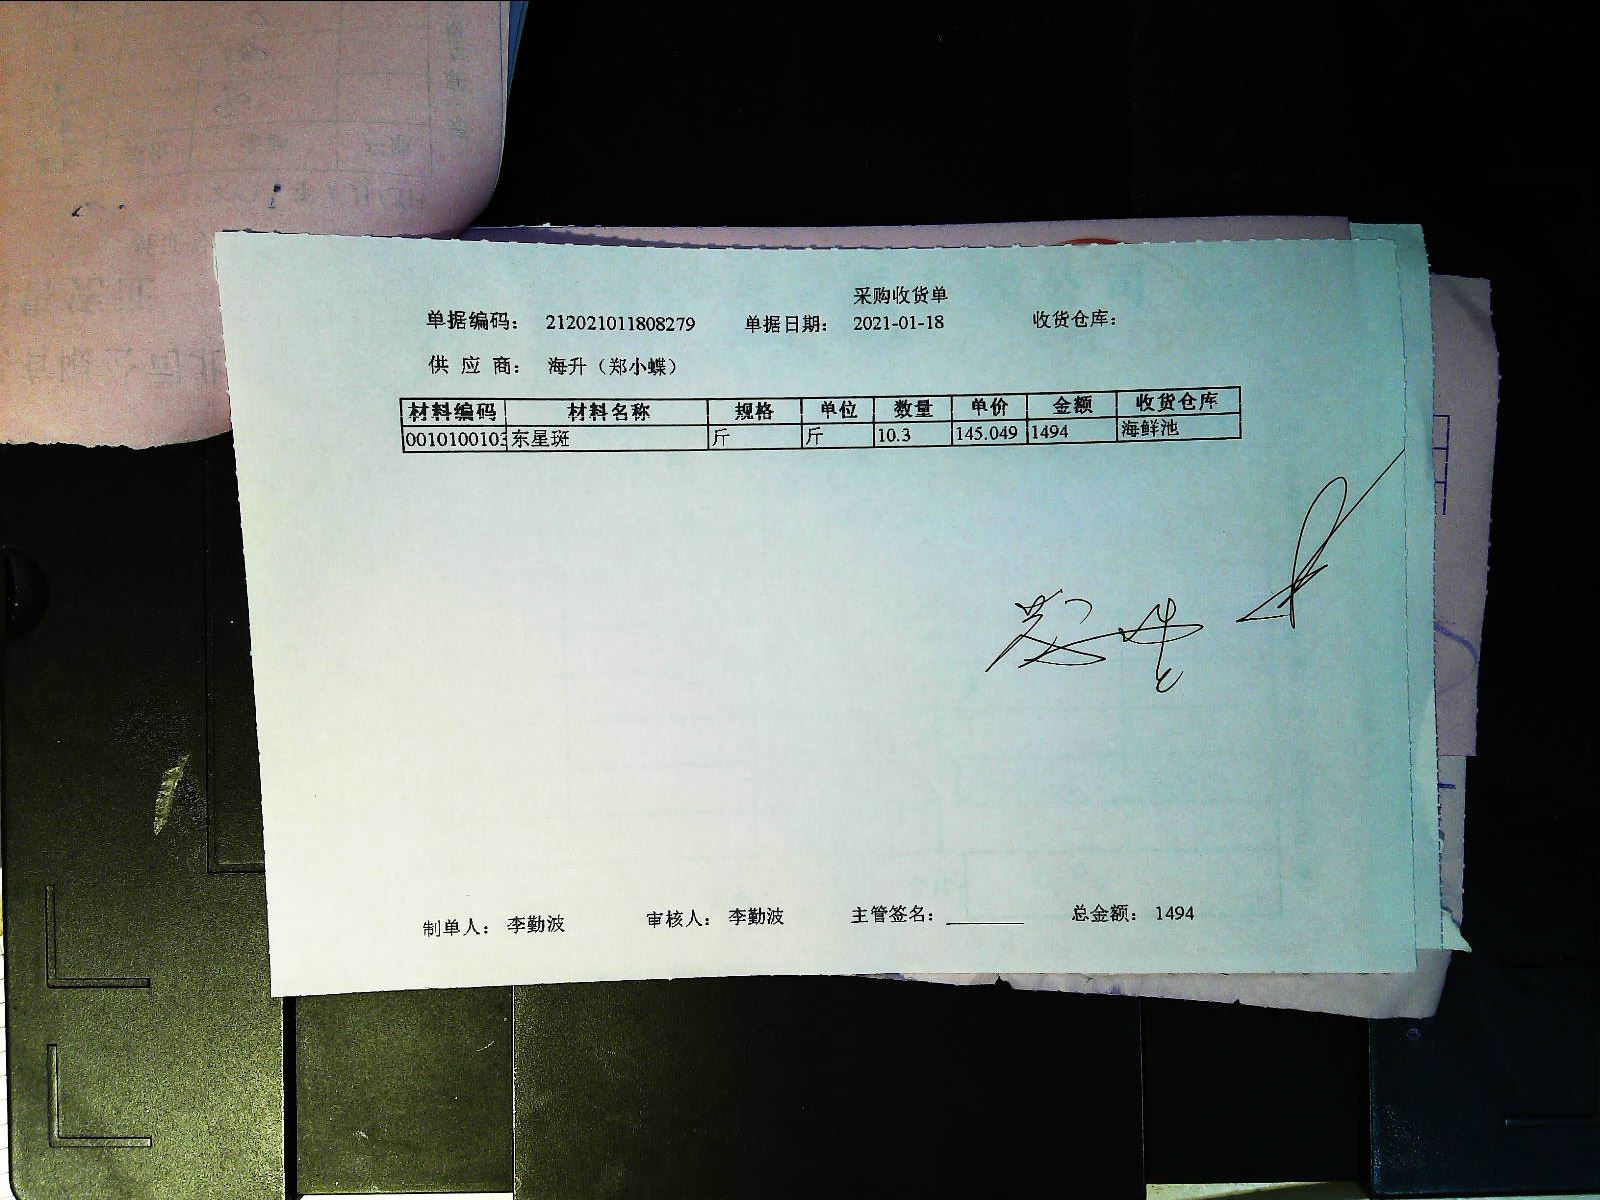 采购收货单
单据编码： 212021011808279 单据日期： 2021-01-18 收货仓库：
供 应 商： 海升（郑小蝶）
材料编码 材料名称 规格 单位 数量 单价 金额 收货仓库
0010100103 东星斑 斤 斤 10.3 145.049 1494 海鲜池
制单人： 李勤波 审核人： 李勤波 主管签名： 总金额： 1494